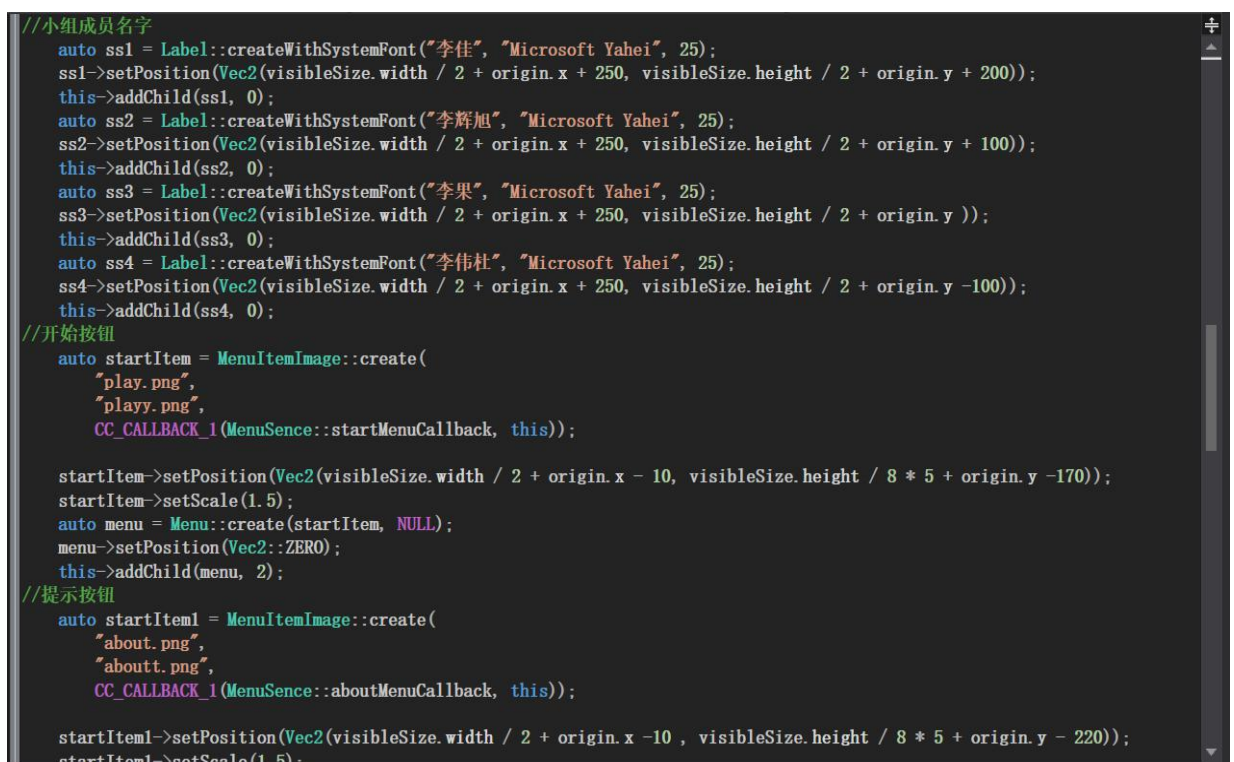 //小组成员名字
auto ss1 = Label::createWithSystemFont("李佳", "Microsoft Yahei", 25);
ss1->setPosition(Vec2(visibleSize.width / 2 + origin.x + 250, visibleSize.height / 2 + origin.y + 200));
this->addChild(ss1, 0);
auto ss2 = Label::createWithSystemFont("李辉旭", "Microsoft Yahei", 25);
ss2->setPosition(Vec2(visibleSize.width / 2 + origin.x + 250, visibleSize.height / 2 + origin.y + 100));
this->addChild(ss2, 0);
auto ss3 = Label::createWithSystemFont("李果", "Microsoft Yahei", 25);
ss3->setPosition(Vec2(visibleSize.width / 2 + origin.x + 250, visibleSize.height / 2 + origin.y ));
this->addChild(ss3, 0);
auto ss4 = Label::createWithSystemFont("李伟杜", "Microsoft Yahei", 25);
ss4->setPosition(Vec2(visibleSize.width / 2 + origin.x + 250, visibleSize.height / 2 + origin.y -100));
this->addChild(ss4, 0);
//开始按钮
auto startItem = MenuItemImage::create(
"play.png",
"playy.png",
CC_CALLBACK_1(MenuSence::startMenuCallback, this));
startItem->setPosition(Vec2(visibleSize.width / 2 + origin.x - 10, visibleSize.height / 8 * 5 + origin.y -170));
startItem->setScale(1.5);
auto menu = Menu::create(startItem, NULL);
menu->setPosition(Vec2::ZERO);
this->addChild(menu, 2);
//提示按钮
auto startItem1 = MenuItemImage::create(
"about.png",
"aboutt.png",
CC_CALLBACK_1(MenuSence::aboutMenuCallback, this));
startItem1->setPosition(Vec2(visibleSize.width / 2 + origin.x -10 , visibleSize.height / 8 * 5 + origin.y - 220));
startItem1->setScale(1.5);